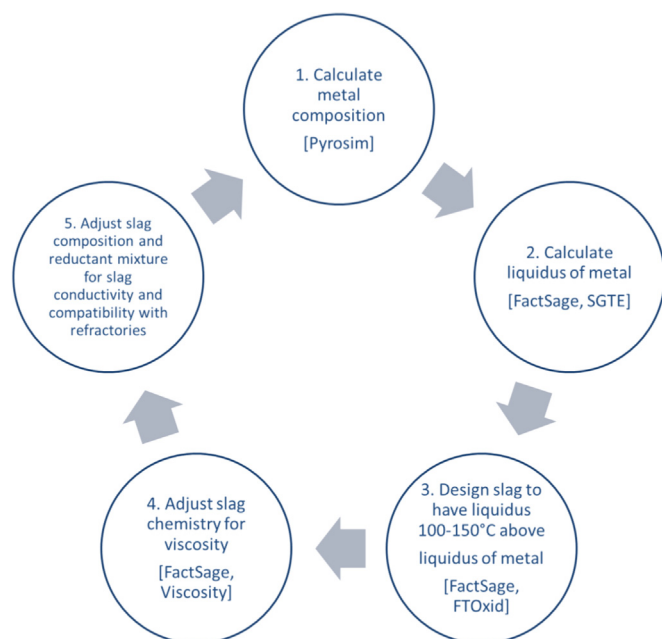 1. Calculate
metal
composition
[Pyrosim]
2. Calculate
liquidus of metal
[FactSage, SGTE]
3. Design slag to
have liquidus
100-150°C above
liquidus of metal
[FactSage,
FTOxid]
4. Adjust slag
chemistry for
viscosity
[FactSage,
Viscosity]
5. Adjust slag
composition and
reductant mixture
for slag
conductivity and
compatibility with
refractories